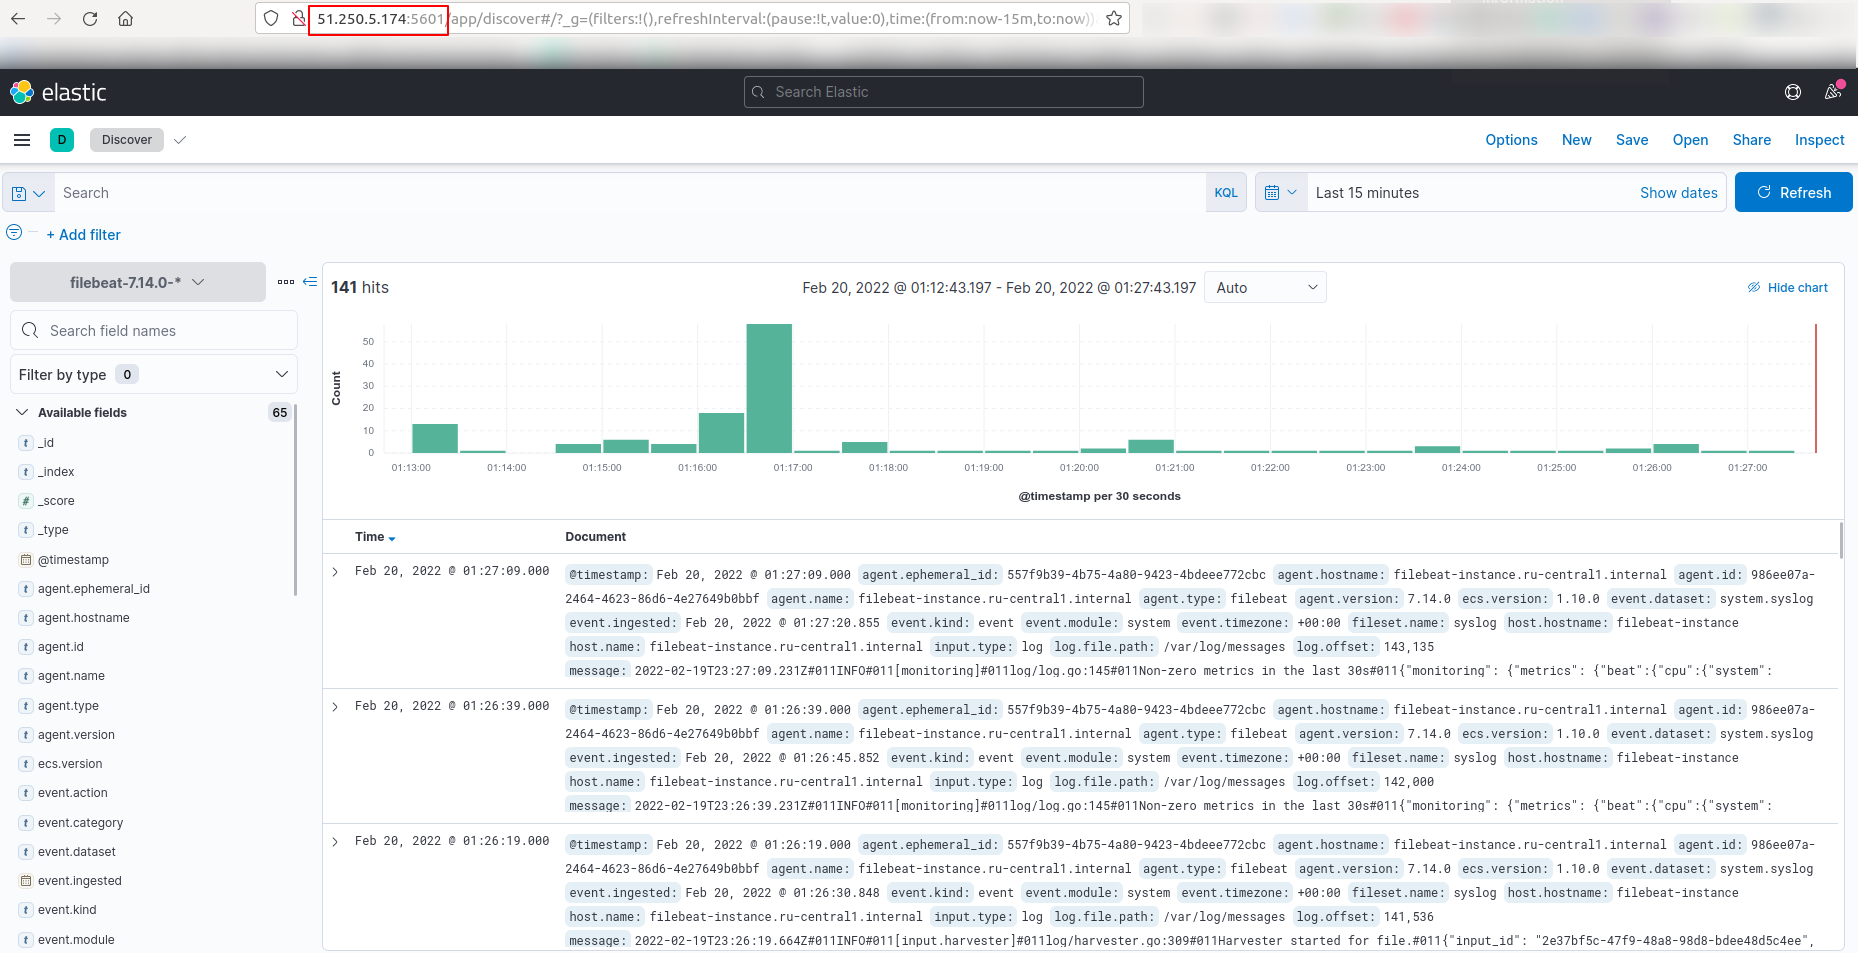 51.250.5.174:5601/app/discover#/?_g=(filters:!(),refreshInterval:(pause:!t,value:0),time:(from:now-15m,to:now))
elastic
Search Elastic
D
Discover
Options New Save Open Share Inspect
Search
KQL
Last 15 minutes
Show dates
Refresh
+ Add filter
filebeat-7.14.0-*
Search field names
Filter by type 0
Available fields 65
t _id
t _index
# _score
t _type
@timestamp
t agent.ephemeral_id
t agent.hostname
t agent.id
t agent.name
t agent.type
t agent.version
t ecs.version
t event.action
t event.category
t event.dataset
event.ingested
t event.kind
t event.module
141 hits
Feb 20, 2022 @ 01:12:43.197 - Feb 20, 2022 @ 01:27:43.197
Auto
Hide chart
Count
50
40
30
20
10
0
01:13:00 01:14:00 01:15:00 01:16:00 01:17:00 01:18:00 01:19:00 01:20:00 01:21:00 01:22:00 01:23:00 01:24:00 01:25:00 01:26:00 01:27:00
@timestamp per 30 seconds
Time Document
Feb 20, 2022 @ 01:27:09.000
@timestamp: Feb 20, 2022 @ 01:27:09.000 agent.ephemeral_id: 557f9b39-4b75-4a80-9423-4bdeee772cbc agent.hostname: filebeat-instance.ru-central1.internal agent.id: 986ee07a-
2464-4623-86d6-4e27649b0bbf agent.name: filebeat-instance.ru-central1.internal agent.type: filebeat agent.version: 7.14.0 ecs.version: 1.10.0 event.dataset: system.syslog
event.ingested: Feb 20, 2022 @ 01:27:20.855 event.kind: event event.module: system event.timezone: +00:00 fileset.name: syslog host.hostname: filebeat-instance
host.name: filebeat-instance.ru-central1.internal input.type: log log.file.path: /var/log/messages log.offset: 143,135
message: 2022-02-19T23:27:09.231Z#011INFO#011[monitoring]#011log/log.go:145#011Non-zero metrics in the last 30s#011{"monitoring": {"metrics": {"beat":{"cpu":{"system":
Feb 20, 2022 @ 01:26:39.000
@timestamp: Feb 20, 2022 @ 01:26:39.000 agent.ephemeral_id: 557f9b39-4b75-4a80-9423-4bdeee772cbc agent.hostname: filebeat-instance.ru-central1.internal agent.id: 986ee07a-
2464-4623-86d6-4e27649b0bbf agent.name: filebeat-instance.ru-central1.internal agent.type: filebeat agent.version: 7.14.0 ecs.version: 1.10.0 event.dataset: system.syslog
event.ingested: Feb 20, 2022 @ 01:26:45.852 event.kind: event event.module: system event.timezone: +00:00 fileset.name: syslog host.hostname: filebeat-instance
host.name: filebeat-instance.ru-central1.internal input.type: log log.file.path: /var/log/messages log.offset: 142,000
message: 2022-02-19T23:26:39.231Z#011INFO#011[monitoring]#011log/log.go:145#011Non-zero metrics in the last 30s#011{"monitoring": {"metrics": {"beat":{"cpu":{"system":
Feb 20, 2022 @ 01:26:19.000
@timestamp: Feb 20, 2022 @ 01:26:19.000 agent.ephemeral_id: 557f9b39-4b75-4a80-9423-4bdeee772cbc agent.hostname: filebeat-instance.ru-central1.internal agent.id: 986ee07a-
2464-4623-86d6-4e27649b0bbf agent.name: filebeat-instance.ru-central1.internal agent.type: filebeat agent.version: 7.14.0 ecs.version: 1.10.0 event.dataset: system.syslog
event.ingested: Feb 20, 2022 @ 01:26:30.848 event.kind: event event.module: system event.timezone: +00:00 fileset.name: syslog host.hostname: filebeat-instance
host.name: filebeat-instance.ru-central1.internal input.type: log log.file.path: /var/log/messages log.offset: 141,536
message: 2022-02-19T23:26:19.664Z#011INFO#011[input.harvester]#011log/harvester.go:309#011Harvester started for file.#011{"input_id": "2e37bf5c-47f9-48a8-98d8-bdee48d5c4ee",